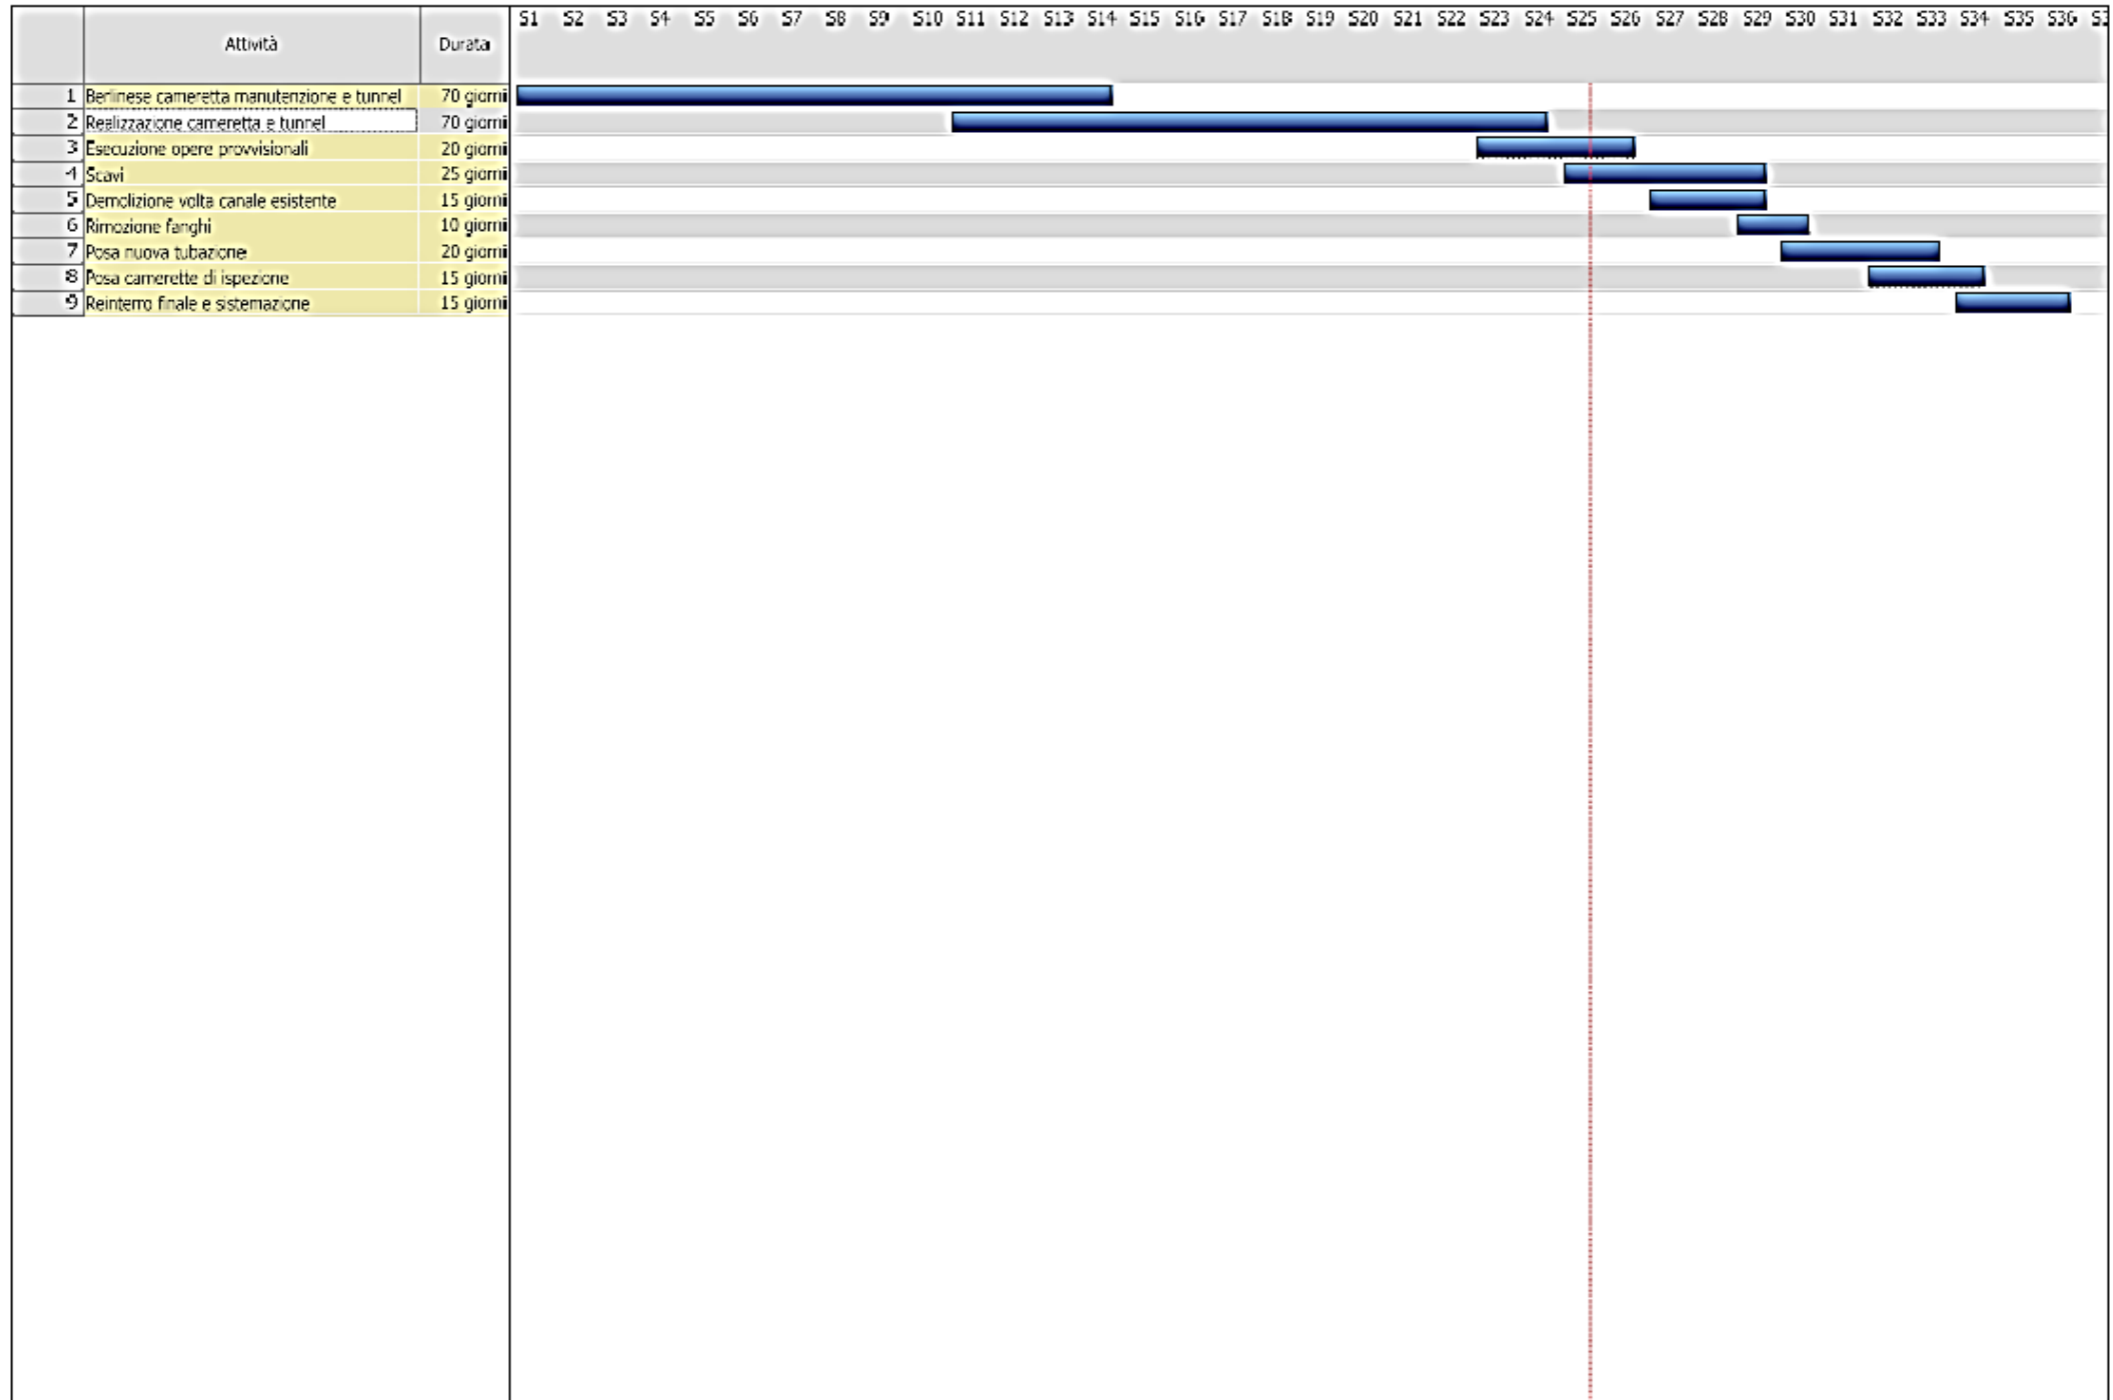 S1 S2 S3 S4 S5 S6 S7 S8 S9 S10 S11 S12 S13 S14 S15 S16 S17 S18 S19 S20 S21 S22 S23 S24 S25 S26 S27 S28 S29 S30 S31 S32 S33 S34 S35 S36
Attività Durata
1 Berlinese cameretta manutenzione e tunnel 70 giorni
2 Realizzazione cameretta e tunnel 70 giorni
3 Esecuzione opere provvisionali 20 giorni
4 Scavi 25 giorni
5 Demolizione volta canale esistente 15 giorni
6 Rimozione fanghi 10 giorni
7 Posa nuova tubazione 20 giorni
8 Posa camerette di ispezione 15 giorni
9 Reinterro finale e sistemazione 15 giorni